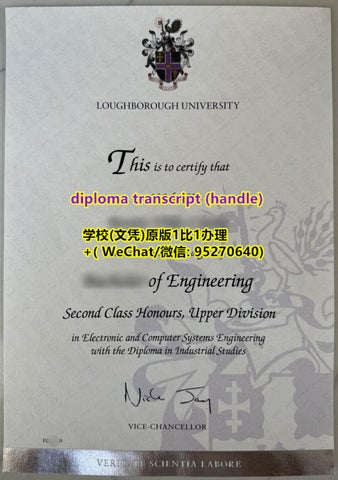 LOUGHBOROUGH UNIVERSITY
This is to certify that
diploma transcript (handle)
学校(文凭)原版1比1办理
+( WeChat/微信: 95270640)
of Engineering
Second Class Honours, Upper Division
in Electronic and Computer Systems Engineering
with the Diploma in Industrial Studies
VICE-CHANCELLOR
VERITATE SCIENTIA LABORE